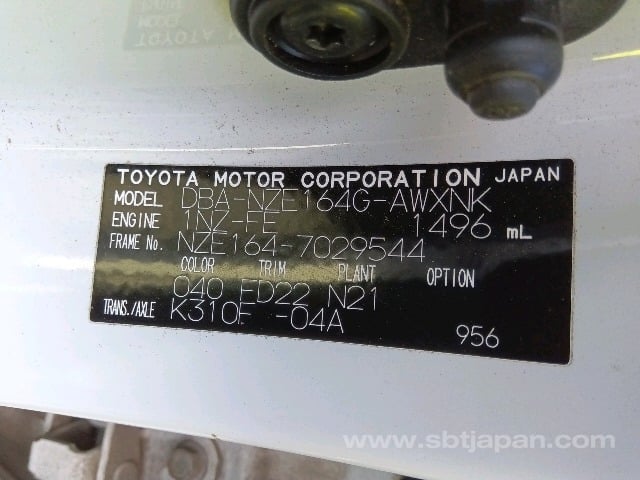 TOYOTA MOTOR CORPORATION JAPAN
MODEL DBA-NZE164G-AWXNK
ENGINE 1NZ-FE 1496 mL
FRAME No. NZE164-7029544
COLOR TRIM PLANT OPTION
040 FD22 N21
TRANS./AXLE K310F -04A
956
www.sbtjapan.com